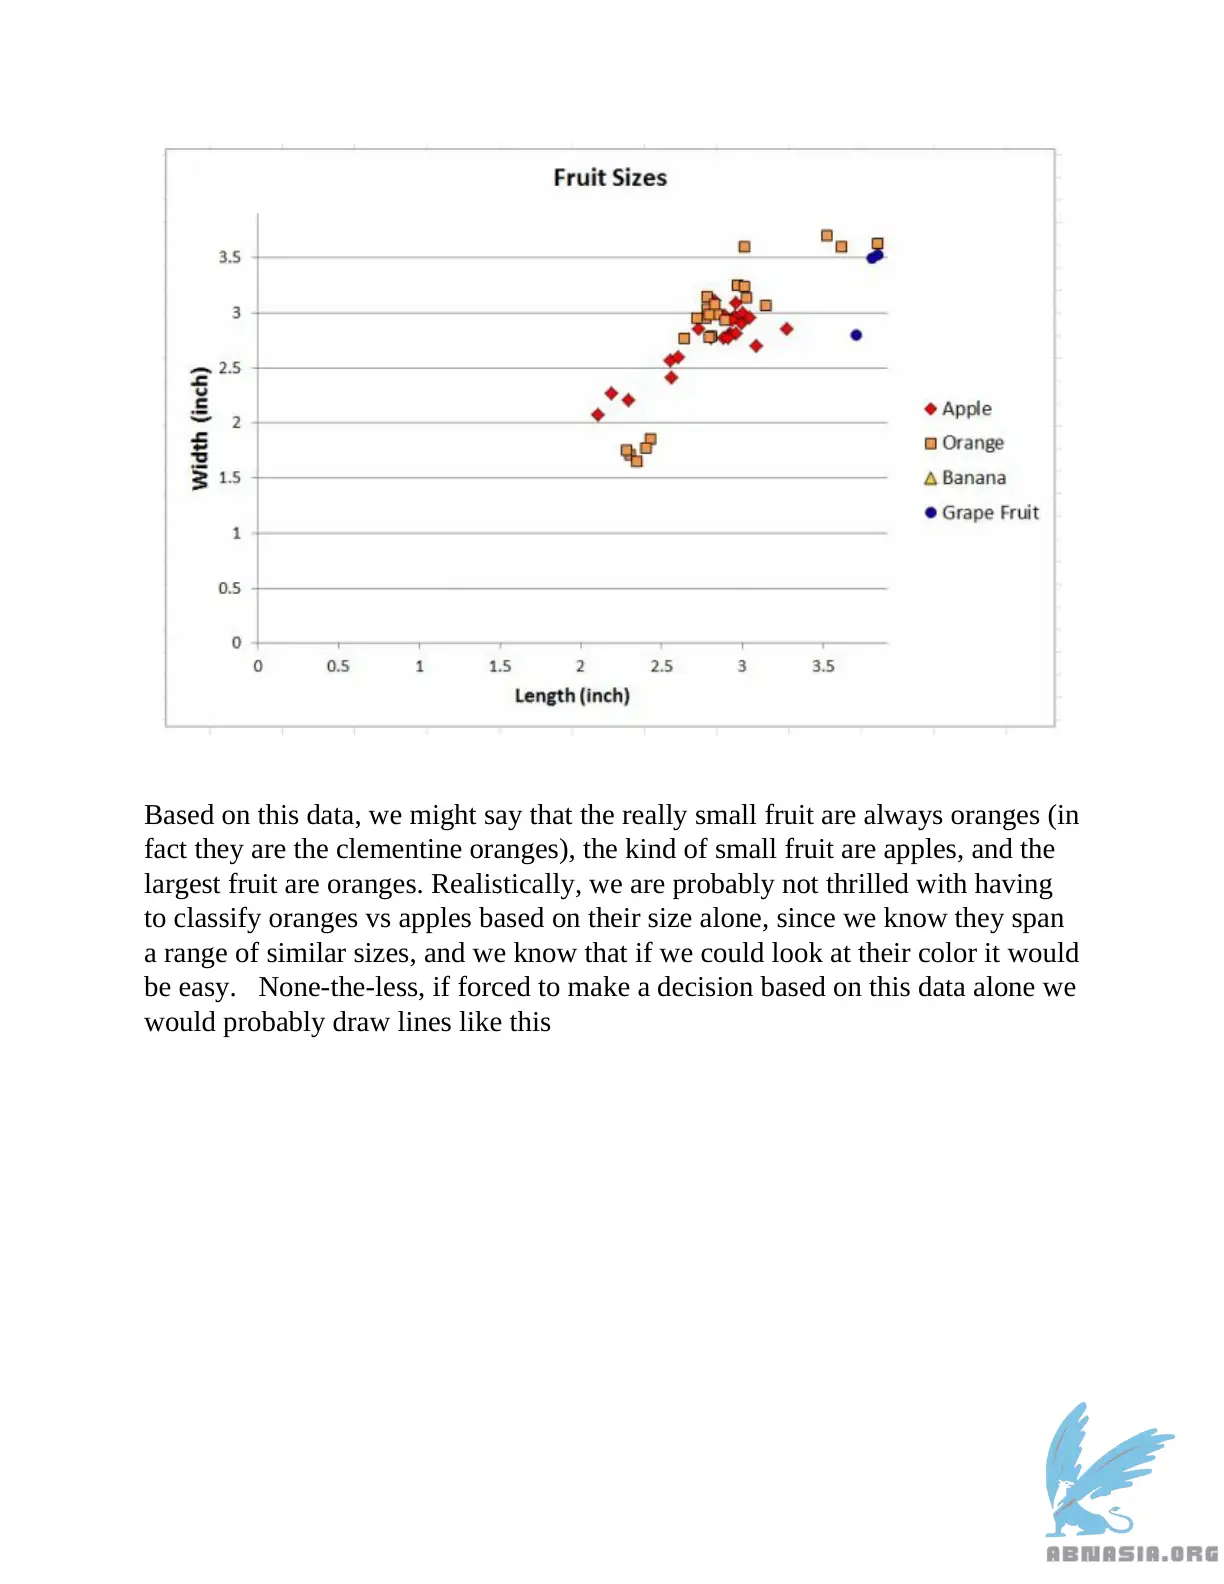 Fruit Sizes
3.5
3
2.5
2
1.5
1
0.5
0
Width (inch)
0 0.5 1 1.5 2 2.5 3 3.5
Length (inch)
Apple
Orange
Banana
Grape Fruit
Based on this data, we might say that the really small fruit are always oranges (in
fact they are the clementine oranges), the kind of small fruit are apples, and the
largest fruit are oranges. Realistically, we are probably not thrilled with having
to classify oranges vs apples based on their size alone, since we know they span
a range of similar sizes, and we know that if we could look at their color it would
be easy.   None-the-less, if forced to make a decision based on this data alone we
would probably draw lines like this
ABNASIA.ORG